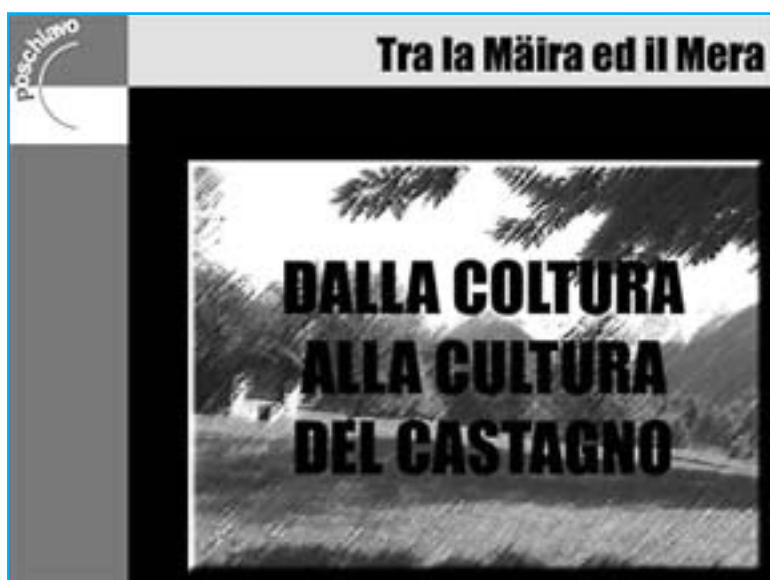 poschiavo
Tra la Mäira ed il Mera
DALLA COLTURA
ALLA CULTURA
DEL CASTAGNO